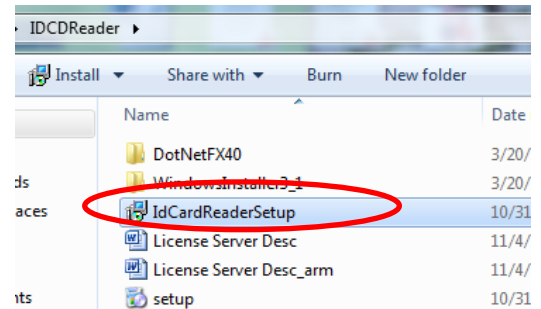 IDCDReader
Install Share with Burn New folder
Name Date
DotNetFX40 3/20/
ds WindowsInstaller3_1 3/20/
aces IdCardReaderSetup 10/31
License Server Desc 11/4/
License Server Desc_arm 11/4/
nts setup 10/31